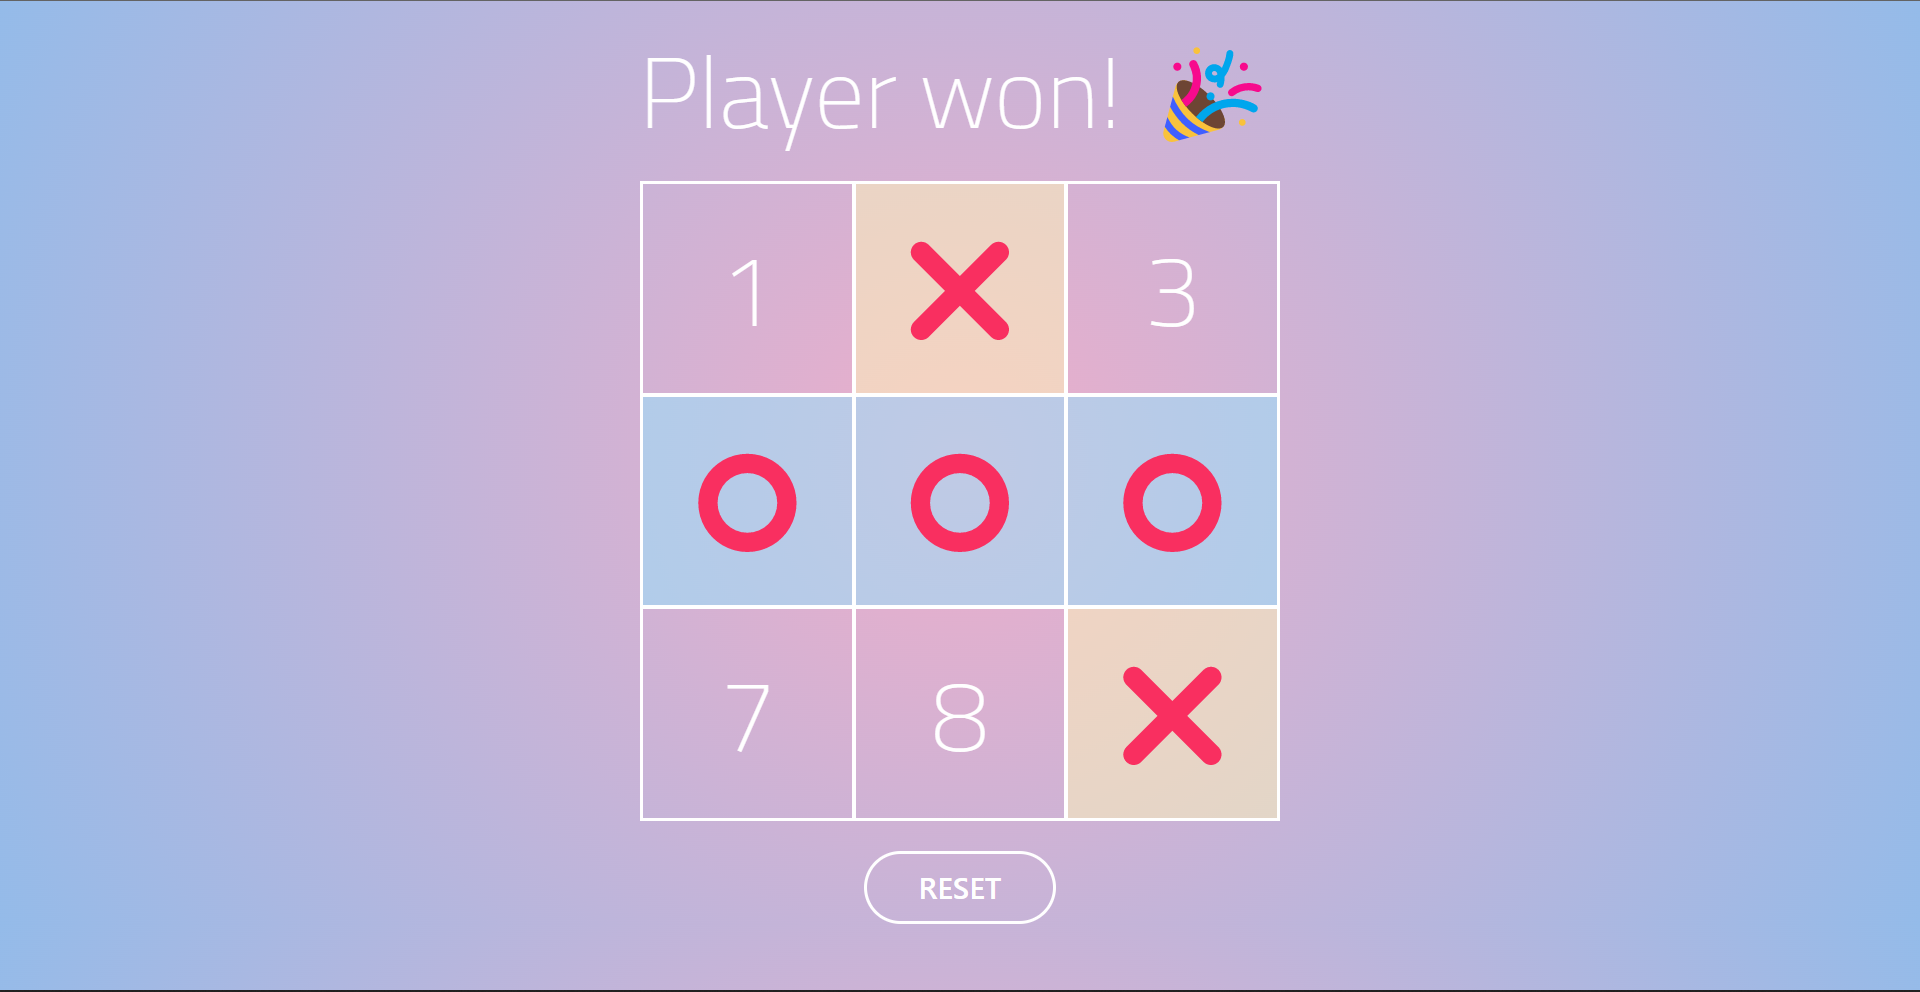 Player won! 🎉
1 ❌ 3
⭕ ⭕ ⭕
7 8 ❌
RESET